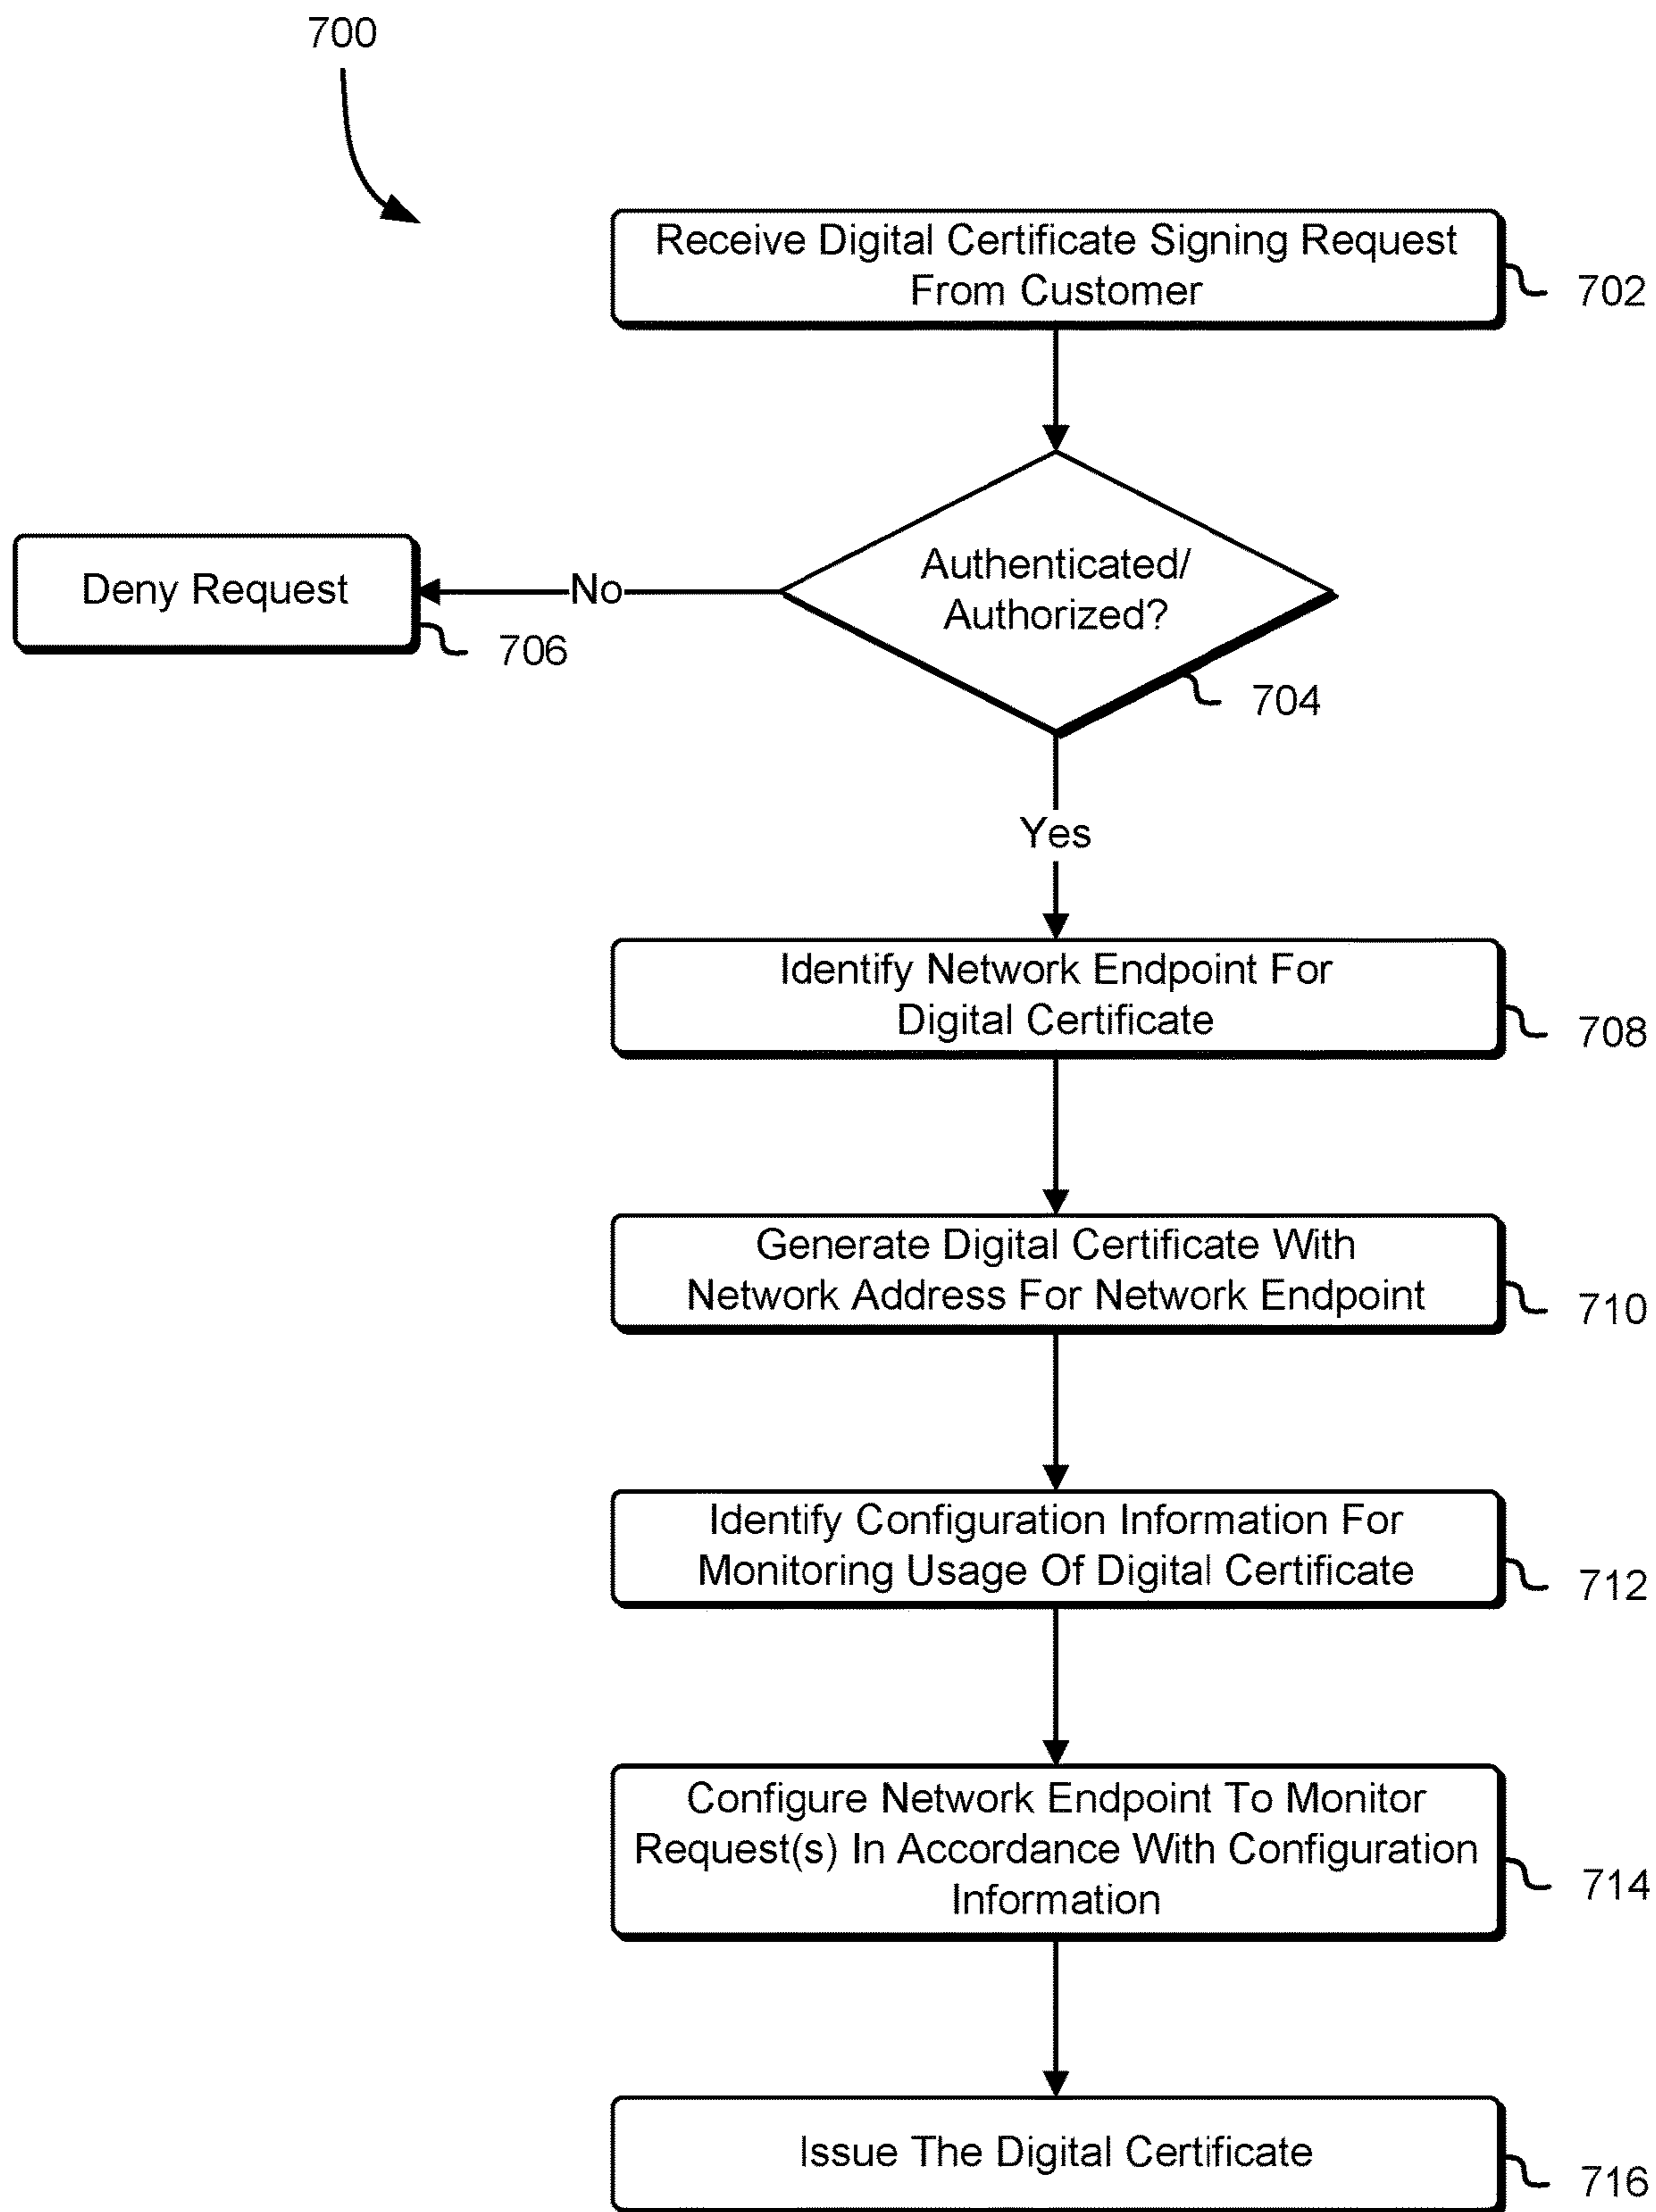 700
Receive Digital Certificate Signing Request
From Customer
702
Authenticated/
Authorized?
704
No
Deny Request
706
Yes
Identify Network Endpoint For
Digital Certificate
708
Generate Digital Certificate With
Network Address For Network Endpoint
710
Identify Configuration Information For
Monitoring Usage Of Digital Certificate
712
Configure Network Endpoint To Monitor
Request(s) In Accordance With Configuration
Information
714
Issue The Digital Certificate
716